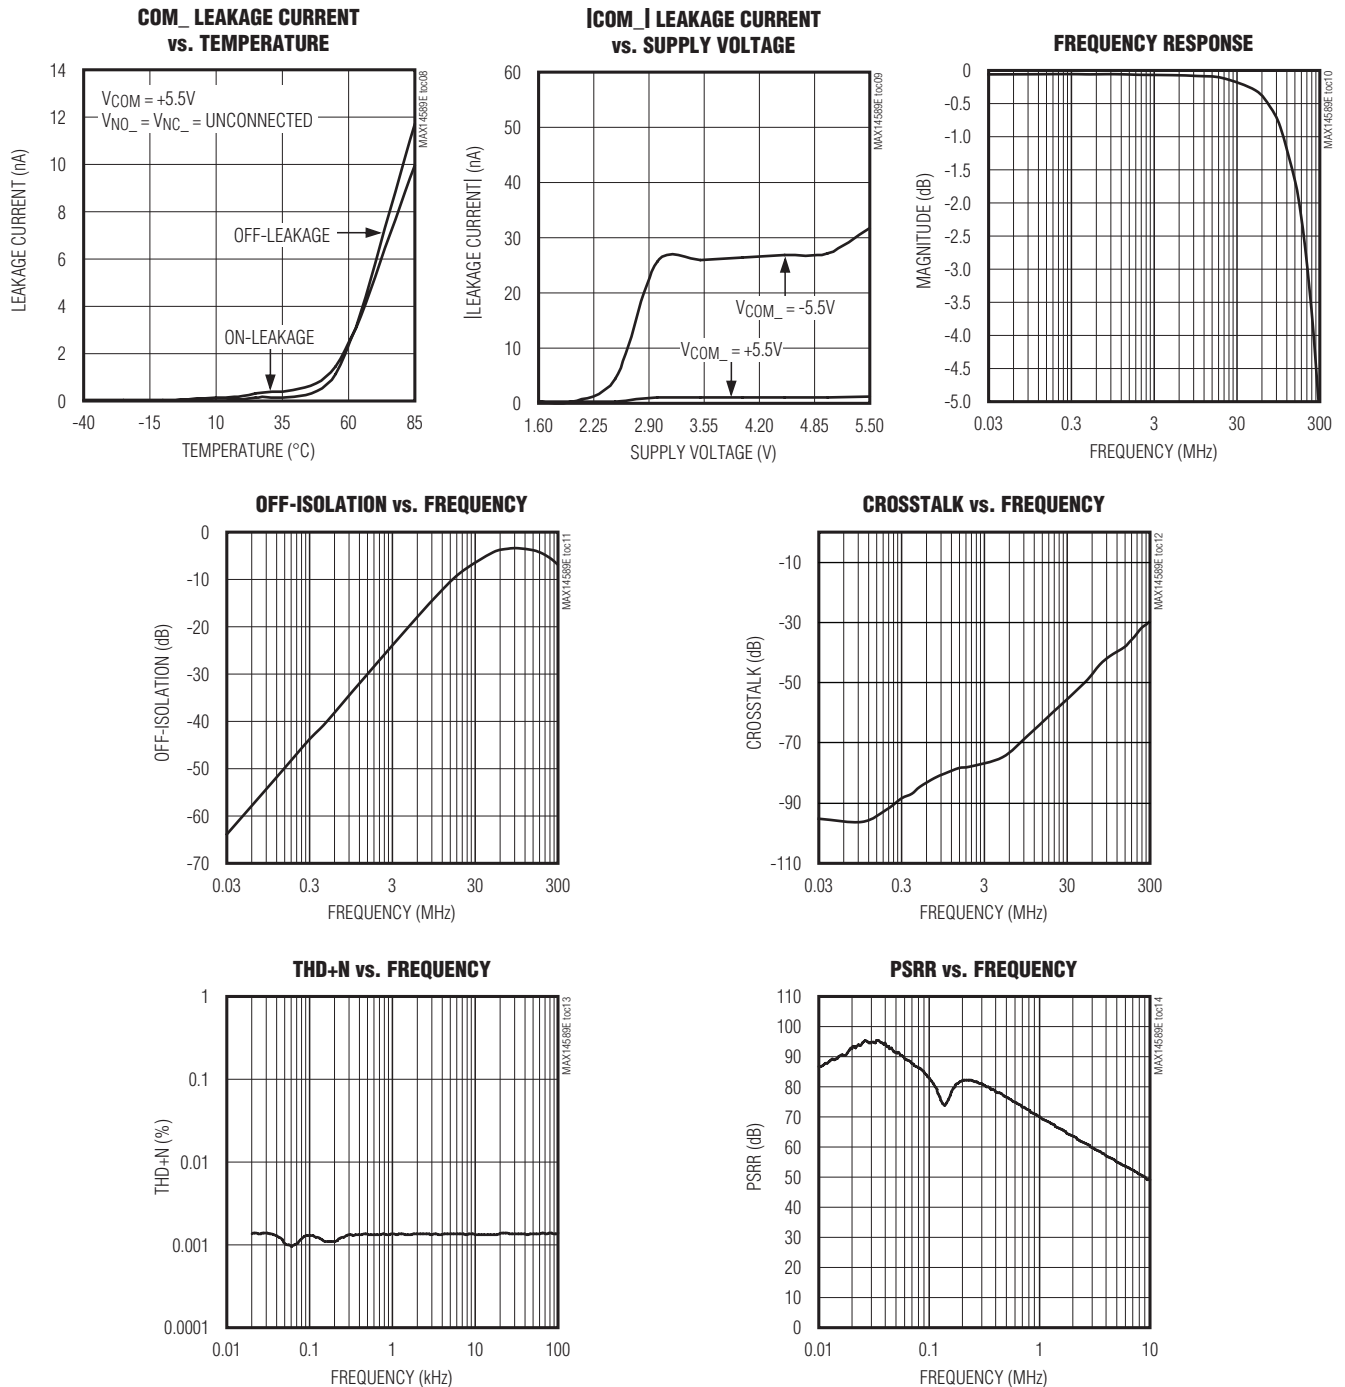 COM_ LEAKAGE CURRENT
vs. TEMPERATURE
LEAKAGE CURRENT (nA)
14
12
10
8
6
4
2
0
VCOM = +5.5V
VNO_ = VNC_ = UNCONNECTED
OFF-LEAKAGE
ON-LEAKAGE
MAX14589E toc08
-40
-15
10
35
60
85
TEMPERATURE (°C)
|COM_| LEAKAGE CURRENT
vs. SUPPLY VOLTAGE
|LEAKAGE CURRENT| (nA)
60
50
40
30
20
10
0
VCOM_ = -5.5V
VCOM_ = +5.5V
MAX14589E toc09
1.60
2.25
2.90
3.55
4.20
4.85
5.50
SUPPLY VOLTAGE (V)
FREQUENCY RESPONSE
MAGNITUDE (dB)
0
-0.5
-1.0
-1.5
-2.0
-2.5
-3.0
-3.5
-4.0
-4.5
-5.0
MAX14589E toc10
0.03
0.3
3
30
300
FREQUENCY (MHz)
OFF-ISOLATION vs. FREQUENCY
OFF-ISOLATION (dB)
0
-10
-20
-30
-40
-50
-60
-70
MAX14589E toc11
0.03
0.3
3
30
300
FREQUENCY (MHz)
CROSSTALK vs. FREQUENCY
CROSSTALK (dB)
-10
-30
-50
-70
-90
-110
MAX14589E toc12
0.03
0.3
3
30
300
FREQUENCY (MHz)
THD+N vs. FREQUENCY
THD+N (%)
1
0.1
0.01
0.001
0.0001
MAX14589E toc13
0.01
0.1
1
10
100
FREQUENCY (kHz)
PSRR vs. FREQUENCY
PSRR (dB)
110
100
90
80
70
60
50
40
30
20
10
0
MAX14589E toc14
0.01
0.1
1
10
FREQUENCY (MHz)